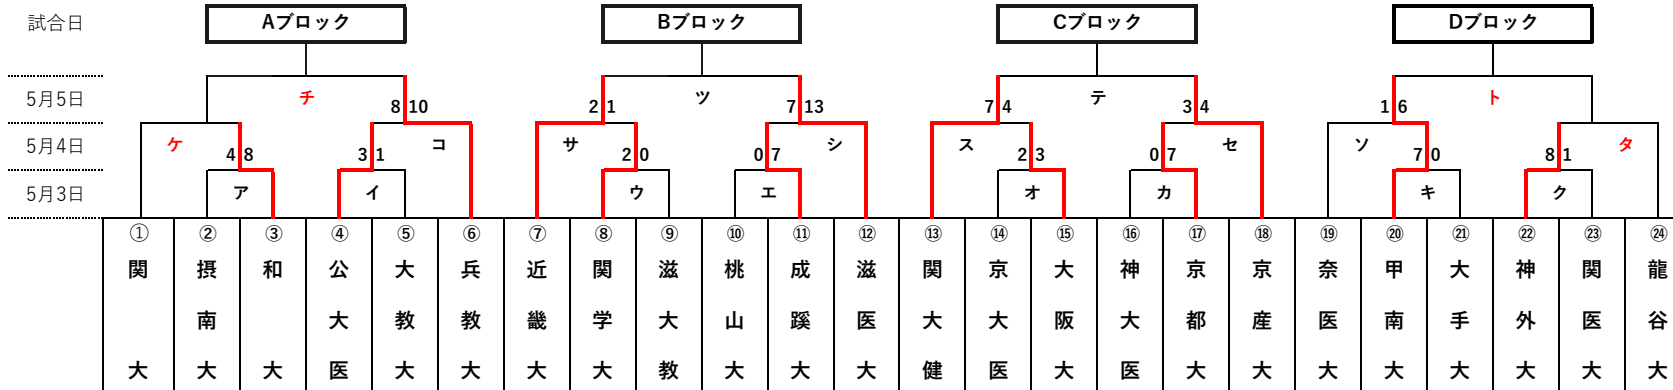 試合日 Aブロック Bブロック Cブロック Dブロック
5月5日 チ 8 10 2 1 ツ 7 13 7 4 テ 3 4 1 6 ト
5月4日 ケ 4 8 3 1 コ サ 2 0 0 7 シ ス 2 3 0 7 セ ソ 7 0 8 1 タ
5月3日 ア イ ウ エ オ カ キ ク
① ② ③ ④ ⑤ ⑥ ⑦ ⑧ ⑨ ⑩ ⑪ ⑫ ⑬ ⑭ ⑮ ⑯ ⑰ ⑱ ⑲ ⑳ ㉑ ㉒ ㉓ ㉔
関大
摂南大
和大
公大医
大教大
兵教大
近畿大
関学大
滋大教
桃山大
成蹊大
滋医大
関大健
京大医
大阪大
神大医
京都大
京産大
奈医大
甲南大
大手大
神外大
関医大
龍谷大